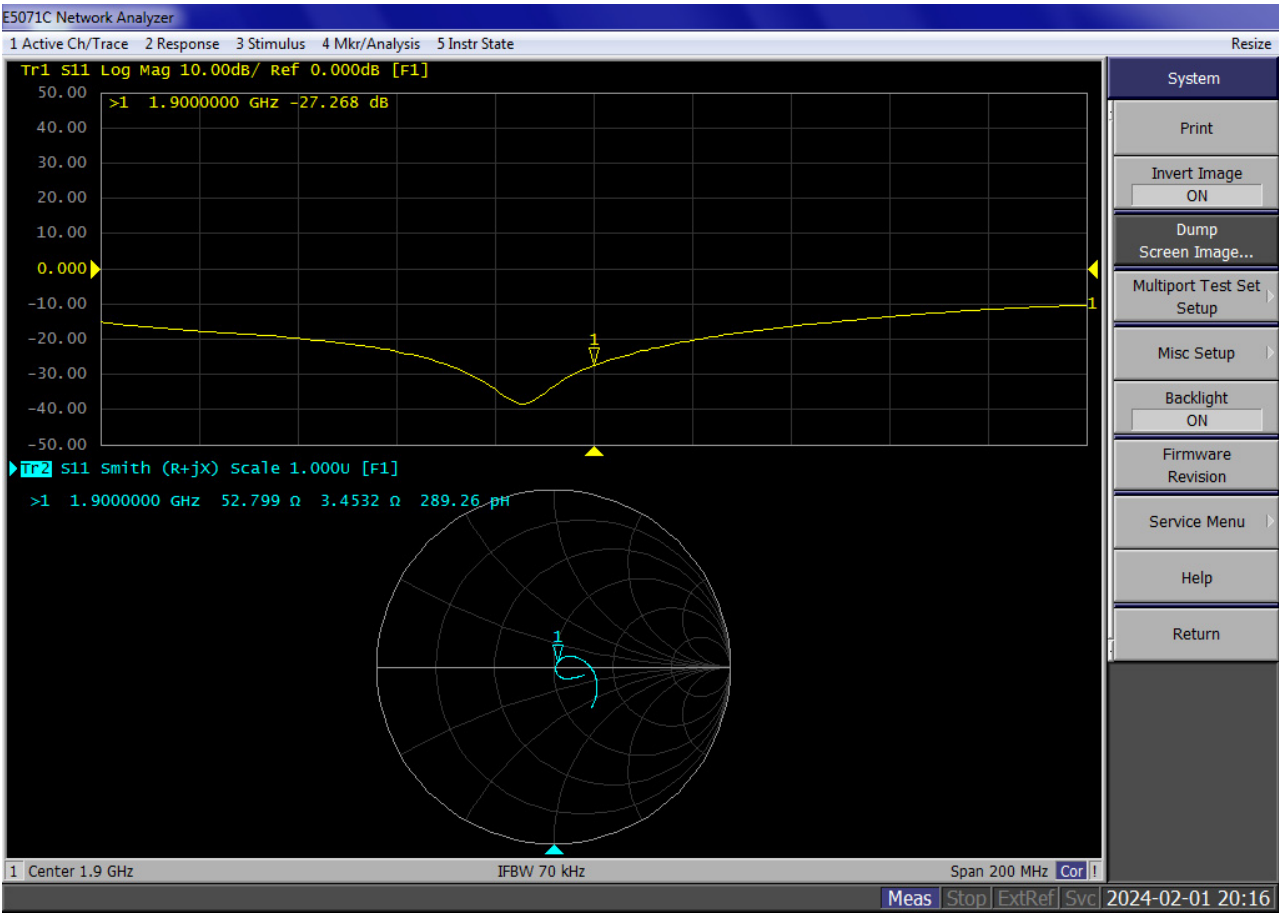 E5071C Network Analyzer
1 Active Ch/Trace 2 Response 3 Stimulus 4 Mkr/Analysis 5 Instr State Resize
Tr1 S11 Log Mag 10.00dB/ Ref 0.000dB [F1]
>1 1.9000000 GHz -27.268 dB
50.00
40.00
30.00
20.00
10.00
0.000
-10.00
-20.00
-30.00
-40.00
-50.00
1
1
Tr2 S11 Smith (R+jX) Scale 1.000U [F1]
>1 1.9000000 GHz 52.799 Ω 3.4532 Ω 289.26 pH
1
System
Print
Invert Image
ON
Dump
Screen Image...
Multiport Test Set
Setup
Misc Setup
Backlight
ON
Firmware
Revision
Service Menu
Help
Return
1 Center 1.9 GHz IFBW 70 kHz Span 200 MHz Cor !
Meas Stop ExtRef Svc 2024-02-01 20:16